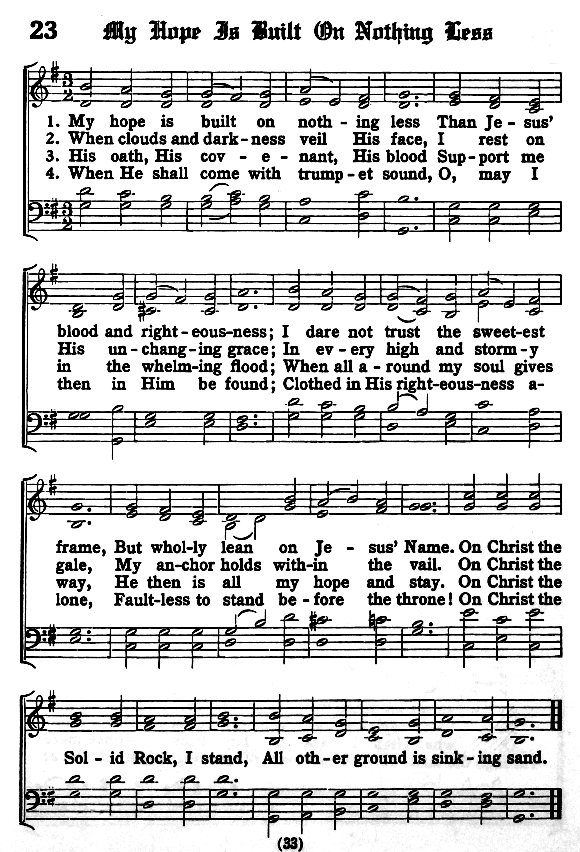 23 My Hope Is Built On Nothing Less
3 2
1. My hope is built on noth - ing less Than Je - sus'
2. When clouds and dark - ness veil His face, I rest on
3. His oath, His cov - e - nant, His blood Sup - port me
4. When He shall come with trump - et sound, O, may I
3 2
blood and right - eous - ness; I dare not trust the sweet - est
His un - chang - ing grace; In ev - ery high and storm - y
in the whelm - ing flood; When all a - round my soul gives
then in Him be found; Clothed in His right - eous - ness a-
frame, But whol - ly lean on Je - sus' Name. On Christ the
gale, My an - chor holds with - in the vail. On Christ the
way, He then is all my hope and stay. On Christ the
lone, Fault - less to stand be - fore the throne! On Christ the
Sol - id Rock, I stand, All oth - er ground is sink - ing sand.
(33)